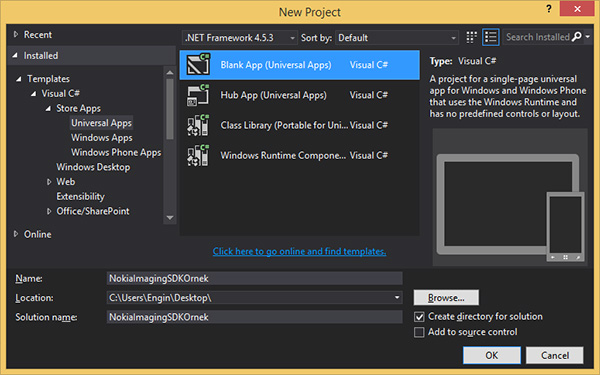 New Project
? ×
Recent
Installed
Templates
Visual C#
Store Apps
Universal Apps
Windows Apps
Windows Phone Apps
Windows Desktop
Web
Extensibility
Office/SharePoint
Online
.NET Framework 4.5.3
Sort by: Default
Search Installed
Blank App (Universal Apps) Visual C#
Hub App (Universal Apps) Visual C#
Class Library (Portable for Uni... Visual C#
Windows Runtime Compone... Visual C#
Click here to go online and find templates.
Type: Visual C#
A project for a single-page universal
app for Windows and Windows Phone
that uses the Windows Runtime and
has no predefined controls or layout.
Name: NokiaImagingSDKOrnek
Location: C:\Users\Engin\Desktop\
Browse...
Solution name: NokiaImagingSDKOrnek
Create directory for solution
Add to source control
OK Cancel